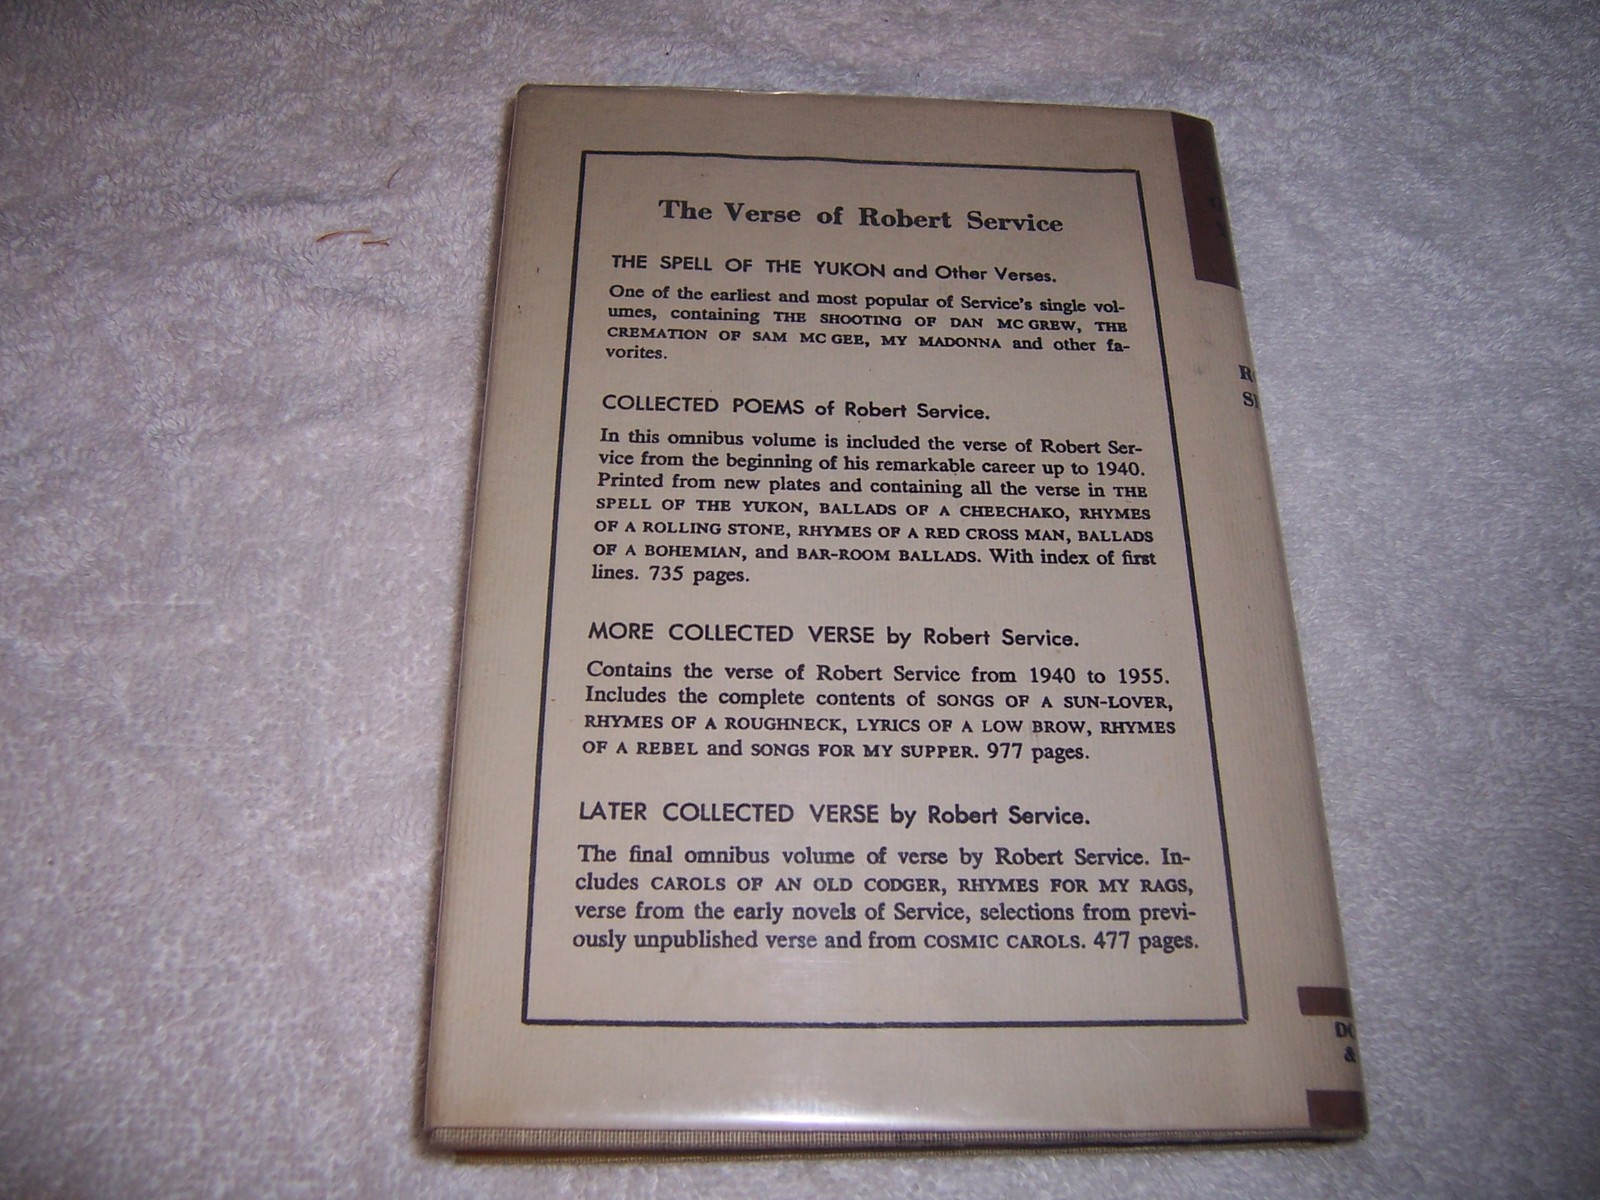 The Verse of Robert Service
THE SPELL OF THE YUKON and Other Verses.
One of the earliest and most popular of Service's single vol-
umes, containing THE SHOOTING OF DAN MC GREW, THE
CREMATION OF SAM MC GEE, MY MADONNA and other fa-
vorites.
COLLECTED POEMS of Robert Service.
In this omnibus volume is included the verse of Robert Ser-
vice from the beginning of his remarkable career up to 1940.
Printed from new plates and containing all the verse in THE
SPELL OF THE YUKON, BALLADS OF A CHEECHAKO, RHYMES
OF A ROLLING STONE, RHYMES OF A RED CROSS MAN, BALLADS
OF A BOHEMIAN, and BAR-ROOM BALLADS. With index of first
lines. 735 pages.
MORE COLLECTED VERSE by Robert Service.
Contains the verse of Robert Service from 1940 to 1955.
Includes the complete contents of SONGS OF A SUN-LOVER,
RHYMES OF A ROUGHNECK, LYRICS OF A LOW BROW, RHYMES
OF A REBEL and SONGS FOR MY SUPPER. 977 pages.
LATER COLLECTED VERSE by Robert Service.
The final omnibus volume of verse by Robert Service. In-
cludes CAROLS OF AN OLD CODGER, RHYMES FOR MY RAGS,
verse from the early novels of Service, selections from previ-
ously unpublished verse and from COSMIC CAROLS. 477 pages.
&